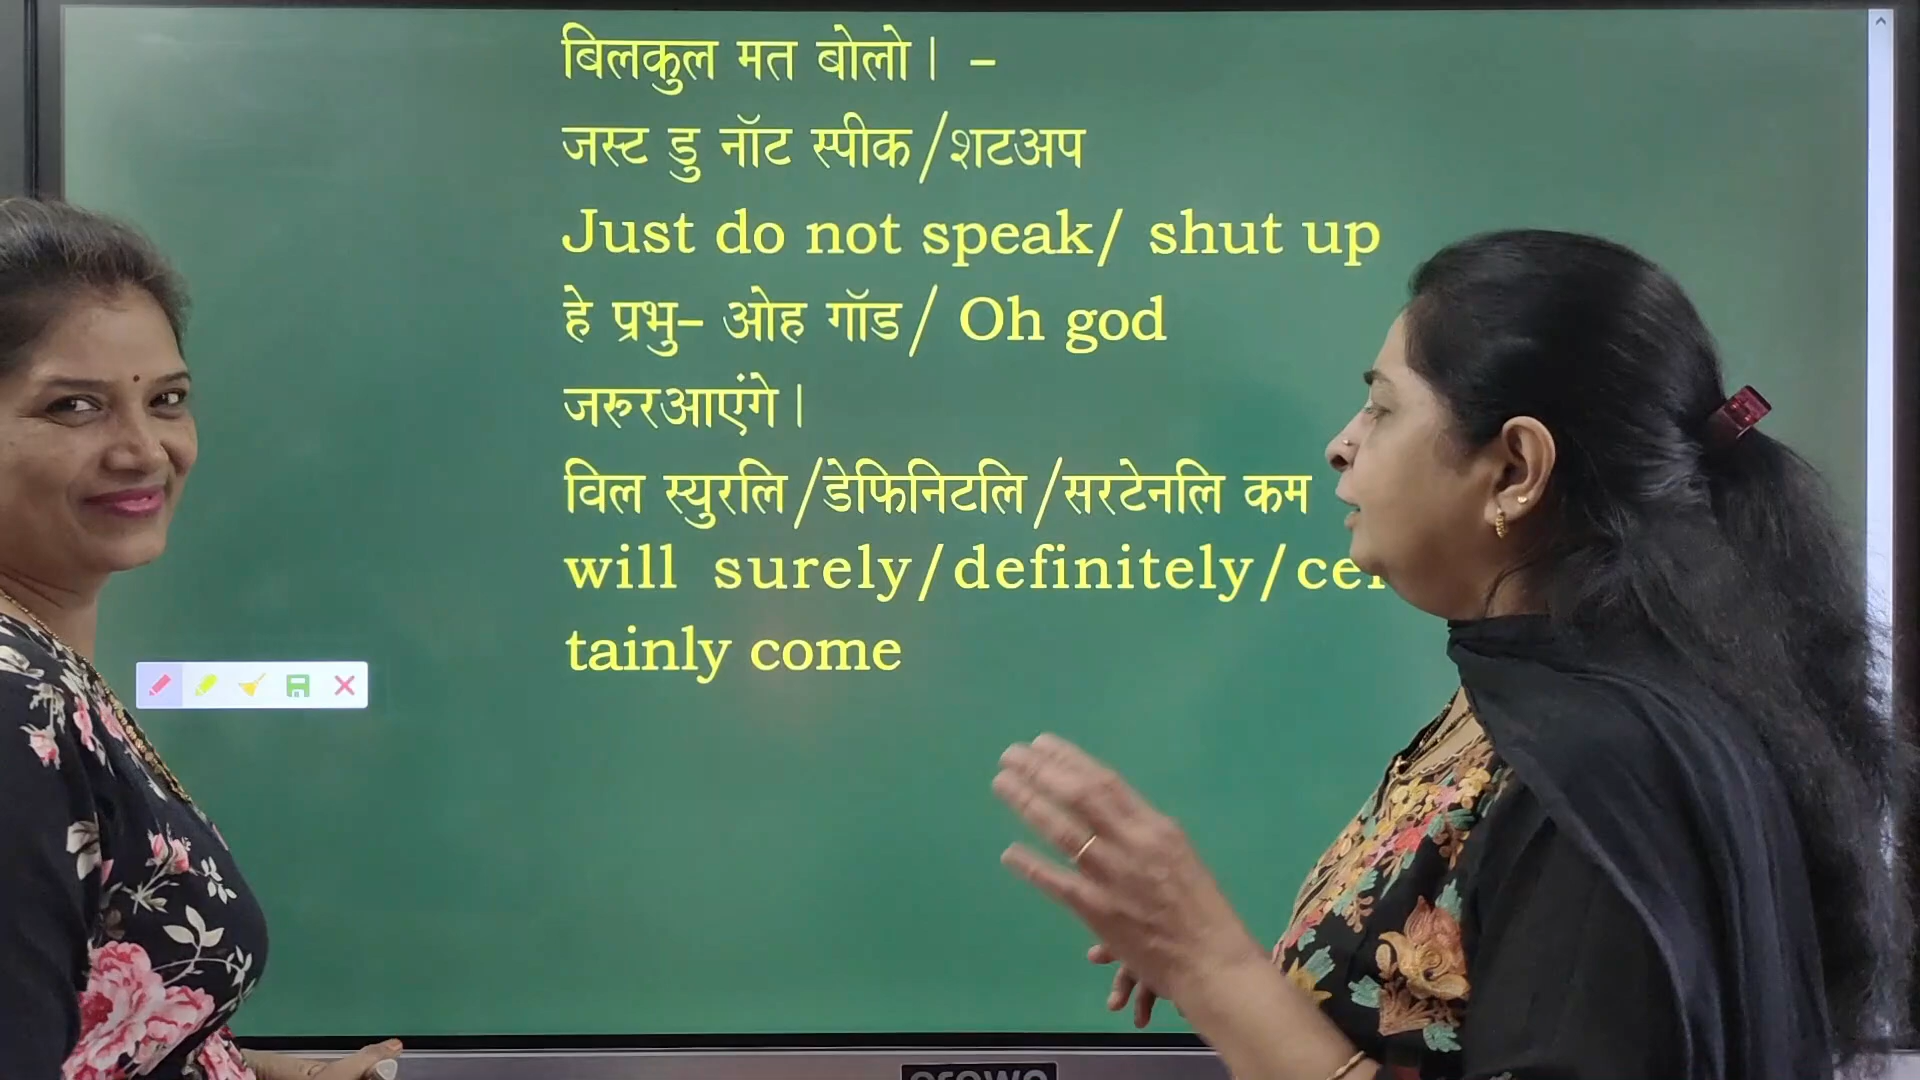 बिलकुल मत बोलो। –
जस्ट डु नॉट स्पीक/शटअप
Just do not speak/ shut up
हे प्रभु– ओह गॉड/ Oh god
जरुरआएंगे।
विल स्युरलि/डेफिनिटलि/सरटेनलि कम
will surely/definitely/cer
tainly come